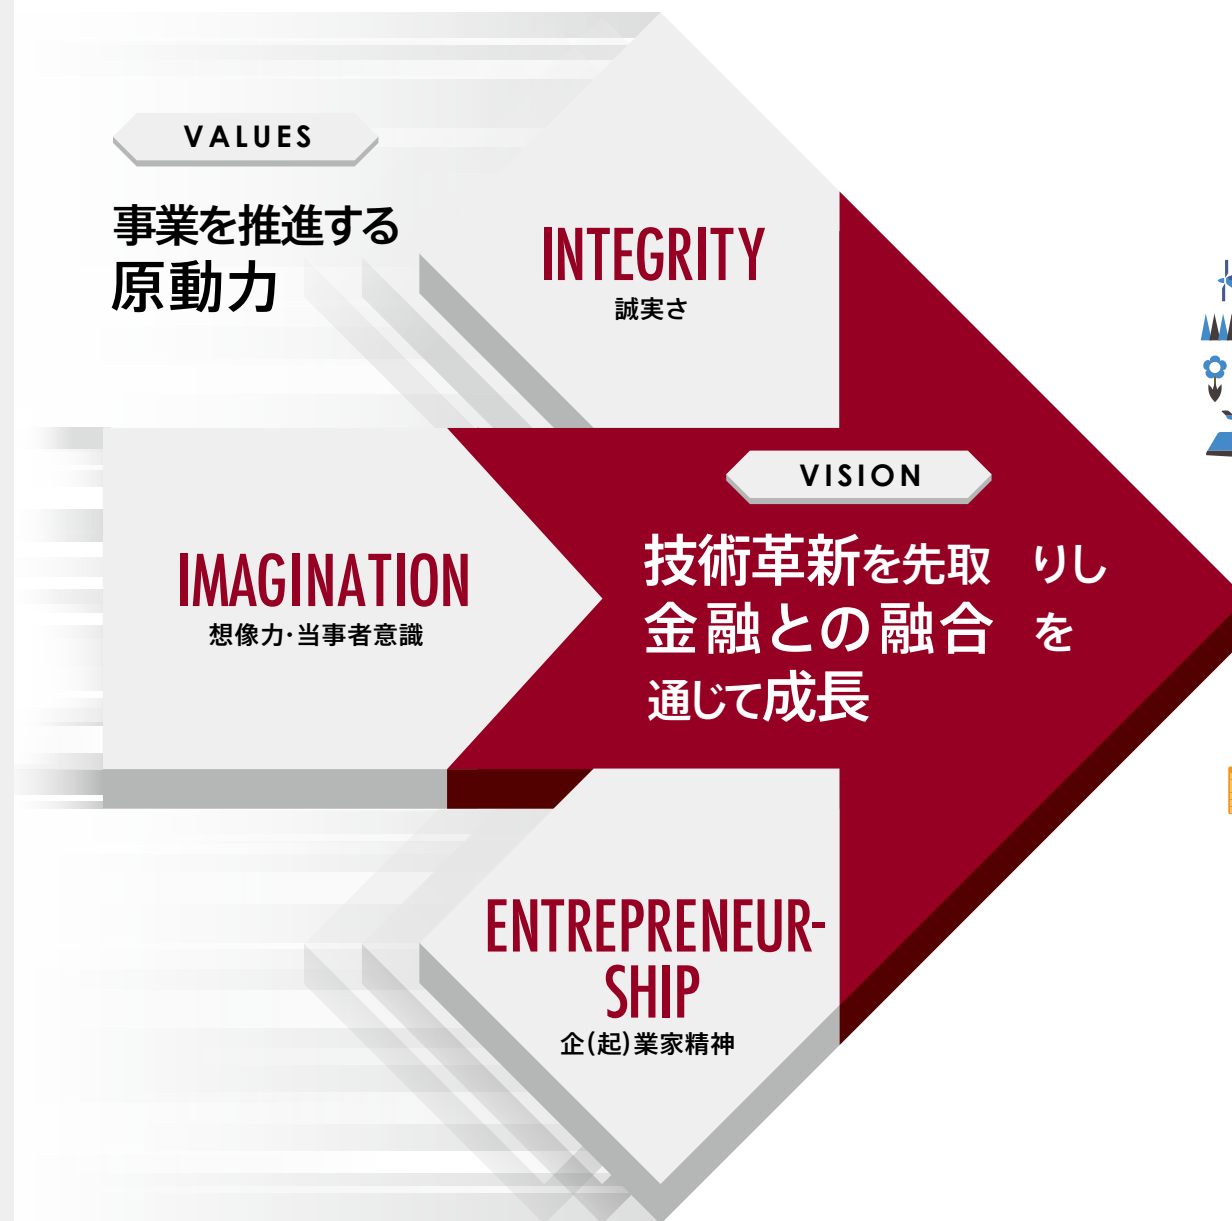 VALUES
事業を推進する
原動力
INTEGRITY
誠実さ
IMAGINATION
想像力・当事者意識
VISION
技術革新を先取りし
金融との融合を
通じて成長
ENTREPRENEUR-
SHIP
企(起)業家精神